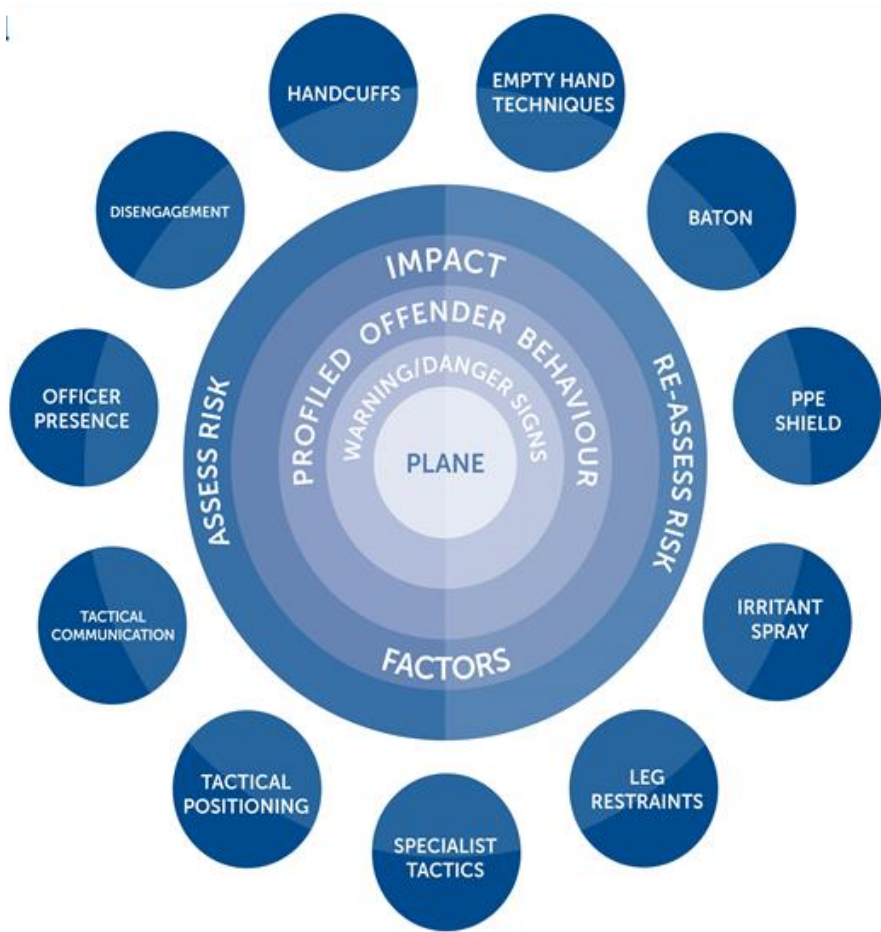 HANDCUFFS
EMPTY HAND
TECHNIQUES
DISENGAGEMENT
BATON
OFFICER
PRESENCE
PPE
SHIELD
TACTICAL
COMMUNICATION
IRRITANT
SPRAY
TACTICAL
POSITIONING
LEG
RESTRAINTS
SPECIALIST
TACTICS
ASSESS RISK
RE-ASSESS RISK
IMPACT
FACTORS
PROFILED OFFENDER BEHAVIOUR
WARNING/DANGER SIGNS
PLANE